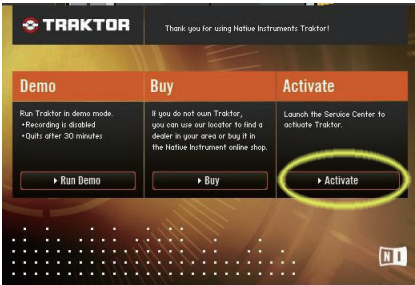 TRAKTOR
Thank you for using Native Instruments Traktor!
Demo
Run Traktor in demo mode.
•Recording is disabled
•Quits after 30 minutes
Run Demo
Buy
If you do not own Traktor,
you can use our locator to find a
dealer in your area or buy it in
the Native Instrument online shop.
Buy
Activate
Launch the Service Center to
activate Traktor.
Activate
NI